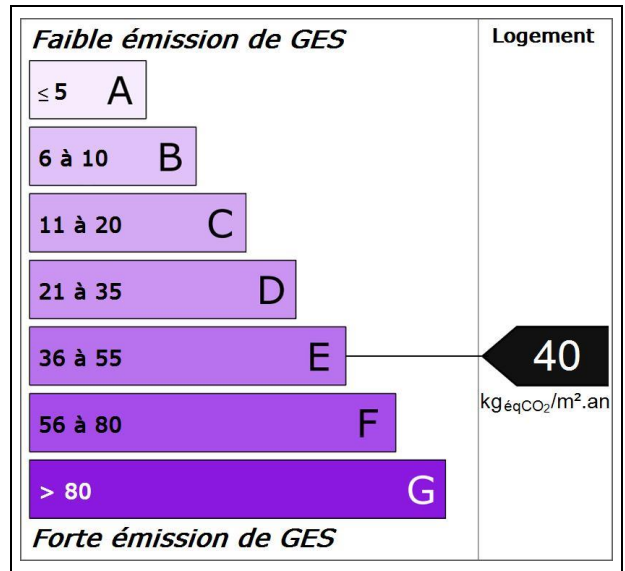 Faible émission de GES
Logement
≤ 5 A
6 à 10 B
11 à 20 C
21 à 35 D
36 à 55 E
40
kgéqCO2/m².an
56 à 80 F
> 80 G
Forte émission de GES